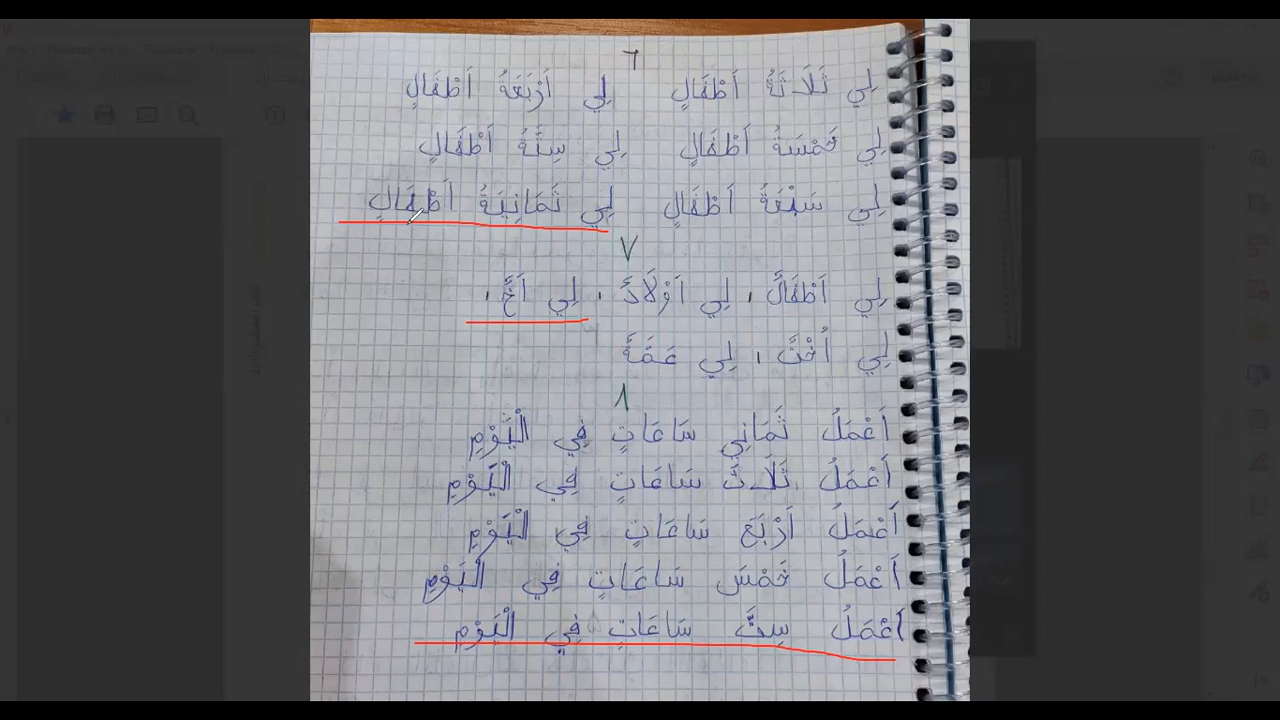 ٦
لِي ثَلَاثَةُ أَطْفَالٍ لِي أَرْبَعَةُ أَطْفَالٍ
لِي خَمْسَةُ أَطْفَالٍ لِي سِتَّةُ أَطْفَالٍ
لِي سَبْعَةُ أَطْفَالٍ لِي ثَمَانِيَةُ أَطْفَالٍ
٧
لِي أَطْفَالٌ، لِي أَوْلَادٌ، لِي أَخٌ،
لِي أُخْتٌ، لِي عَمَّةٌ
٨
أَعْمَلُ ثَمَانِي سَاعَاتٍ فِي الْيَوْمِ
أَعْمَلُ ثَلَاثَ سَاعَاتٍ فِي الْيَوْمِ
أَعْمَلُ أَرْبَعَ سَاعَاتٍ فِي الْيَوْمِ
أَعْمَلُ خَمْسَ سَاعَاتٍ فِي الْيَوْمِ
أَعْمَلُ سِتَّ سَاعَاتٍ فِي الْيَوْمِ